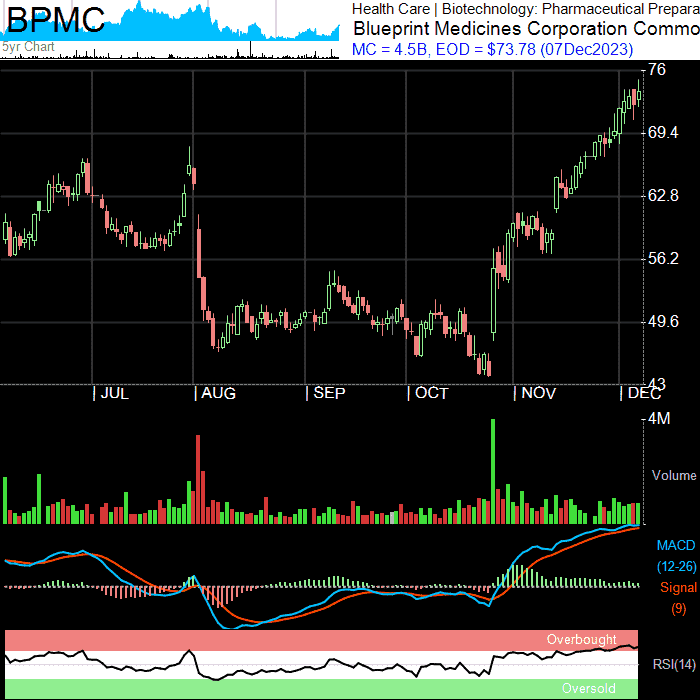 BPMC
5yr Chart
Health Care | Biotechnology: Pharmaceutical Prepara
Blueprint Medicines Corporation Commo
MC = 4.5B, EOD = $73.78 (07Dec2023)
76
69.4
62.8
56.2
49.6
43
JUL
AUG
SEP
OCT
NOV
DEC
4M
Volume
MACD
(12-26)
Signal
(9)
Overbought
RSI(14)
Oversold